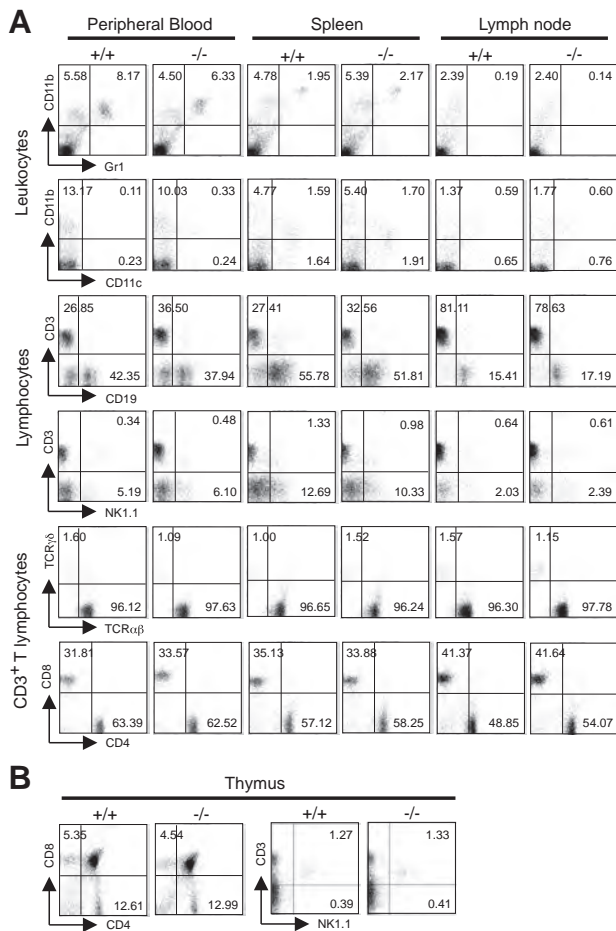 A
Peripheral Blood Spleen Lymph node
+/+ -/- +/+ -/- +/+ -/-
Leukocytes
CD11b
5.58 8.17 4.50 6.33 4.78 1.95 5.39 2.17 2.39 0.19 2.40 0.14
Gr1
CD11b
13.17 0.11 10.03 0.33 4.77 1.59 5.40 1.70 1.37 0.59 1.77 0.60
0.23 0.24 1.64 1.91 0.65 0.76
CD11c
Lymphocytes
CD3
26.85 36.50 27.41 32.56 81.11 78.63
42.35 37.94 55.78 51.81 15.41 17.19
CD19
CD3
0.34 0.48 1.33 0.98 0.64 0.61
5.19 6.10 12.69 10.33 2.03 2.39
NK1.1
CD3⁺ T lymphocytes
TCRγδ
1.60 1.09 1.00 1.52 1.57 1.15
96.12 97.63 96.65 96.24 96.30 97.78
TCRαβ
CD8
31.81 33.57 35.13 33.88 41.37 41.64
63.39 62.52 57.12 58.25 48.85 54.07
CD4
B
Thymus
+/+ -/- +/+ -/-
CD8
5.35 4.54
12.61 12.99
CD4
CD3
1.27 1.33
0.39 0.41
NK1.1